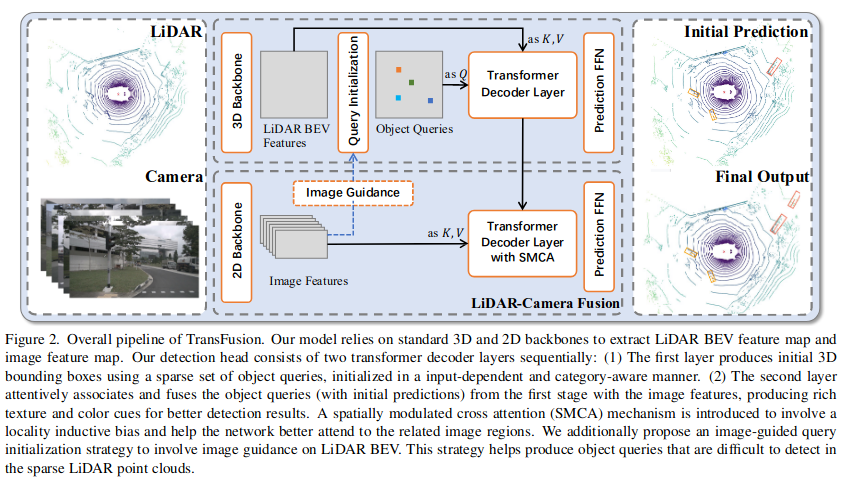 LiDAR
Camera
3D Backbone
LiDAR BEV
Features
Query Initialization
Object Queries
as K,V
as Q
Transformer
Decoder Layer
Prediction FFN
Image Guidance
2D Backbone
Image Features
as K,V
Transformer
Decoder Layer
with SMCA
Prediction FFN
LiDAR-Camera Fusion
Initial Prediction
Final Output
Figure 2. Overall pipeline of TransFusion. Our model relies on standard 3D and 2D backbones to extract LiDAR BEV feature map and
image feature map. Our detection head consists of two transformer decoder layers sequentially: (1) The first layer produces initial 3D
bounding boxes using a sparse set of object queries, initialized in a input-dependent and category-aware manner. (2) The second layer
attentively associates and fuses the object queries (with initial predictions) from the first stage with the image features, producing rich
texture and color cues for better detection results. A spatially modulated cross attention (SMCA) mechanism is introduced to involve a
locality inductive bias and help the network better attend to the related image regions. We additionally propose an image-guided query
initialization strategy to involve image guidance on LiDAR BEV. This strategy helps produce object queries that are difficult to detect in
the sparse LiDAR point clouds.